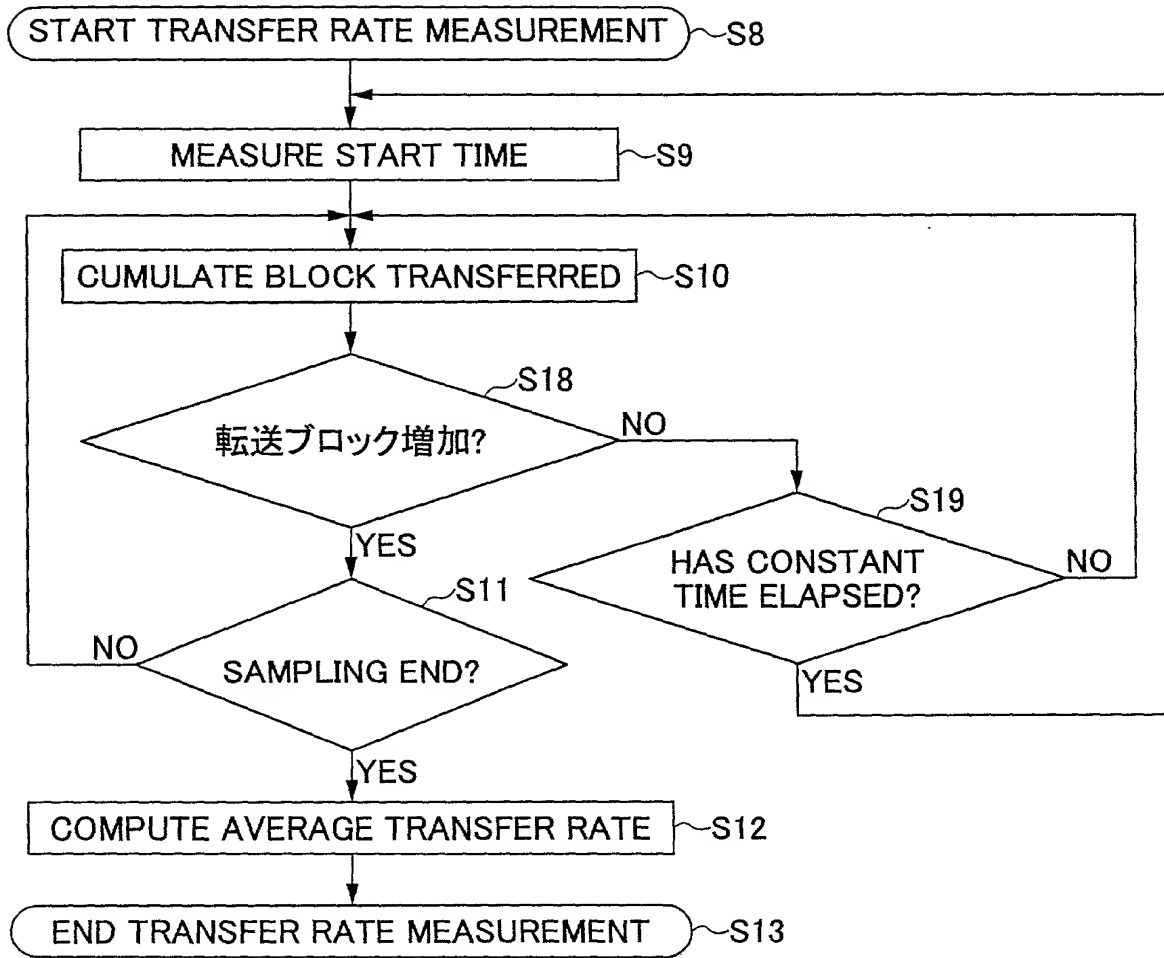 START TRANSFER RATE MEASUREMENT
S8
MEASURE START TIME
S9
CUMULATE BLOCK TRANSFERRED
S10
S18
転送ブロック増加?
NO
YES
S19
HAS CONSTANT
TIME ELAPSED?
NO
YES
S11
SAMPLING END?
NO
YES
COMPUTE AVERAGE TRANSFER RATE
S12
END TRANSFER RATE MEASUREMENT
S13